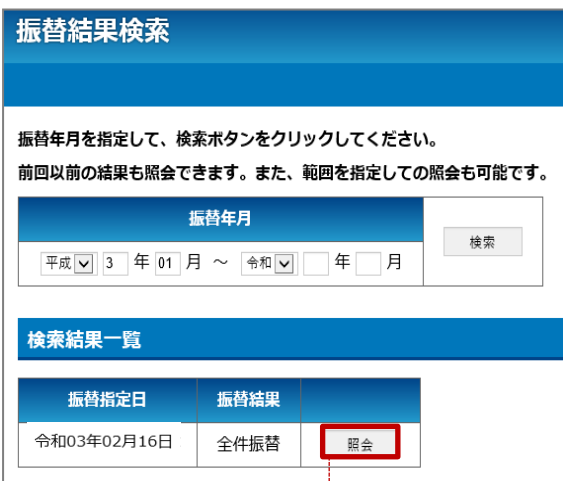 振替結果検索
振替年月を指定して、検索ボタンをクリックしてください。
前回以前の結果も照会できます。また、範囲を指定しての照会も可能です。
振替年月
平成 3 年 01 月 ～ 令和 年 月 検索
検索結果一覧
振替指定日 振替結果
令和03年02月16日 全件振替 照会